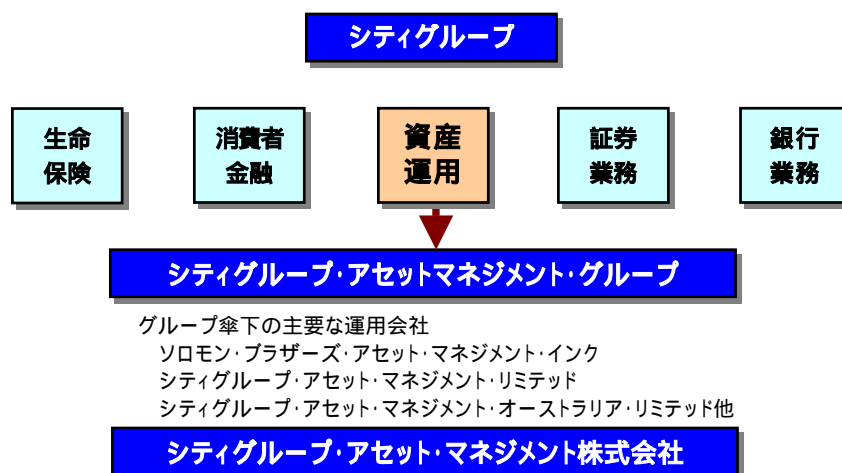 シティグループ
生命
保険
消費者
金融
資産
運用
証券
業務
銀行
業務
シティグループ・アセットマネジメント・グループ
グループ傘下の主要な運用会社
ソロモン・ブラザーズ・アセット・マネジメント・インク
シティグループ・アセット・マネジメント・リミテッド
シティグループ・アセット・マネジメント・オーストラリア・リミテッド他
シティグループ・アセット・マネジメント株式会社